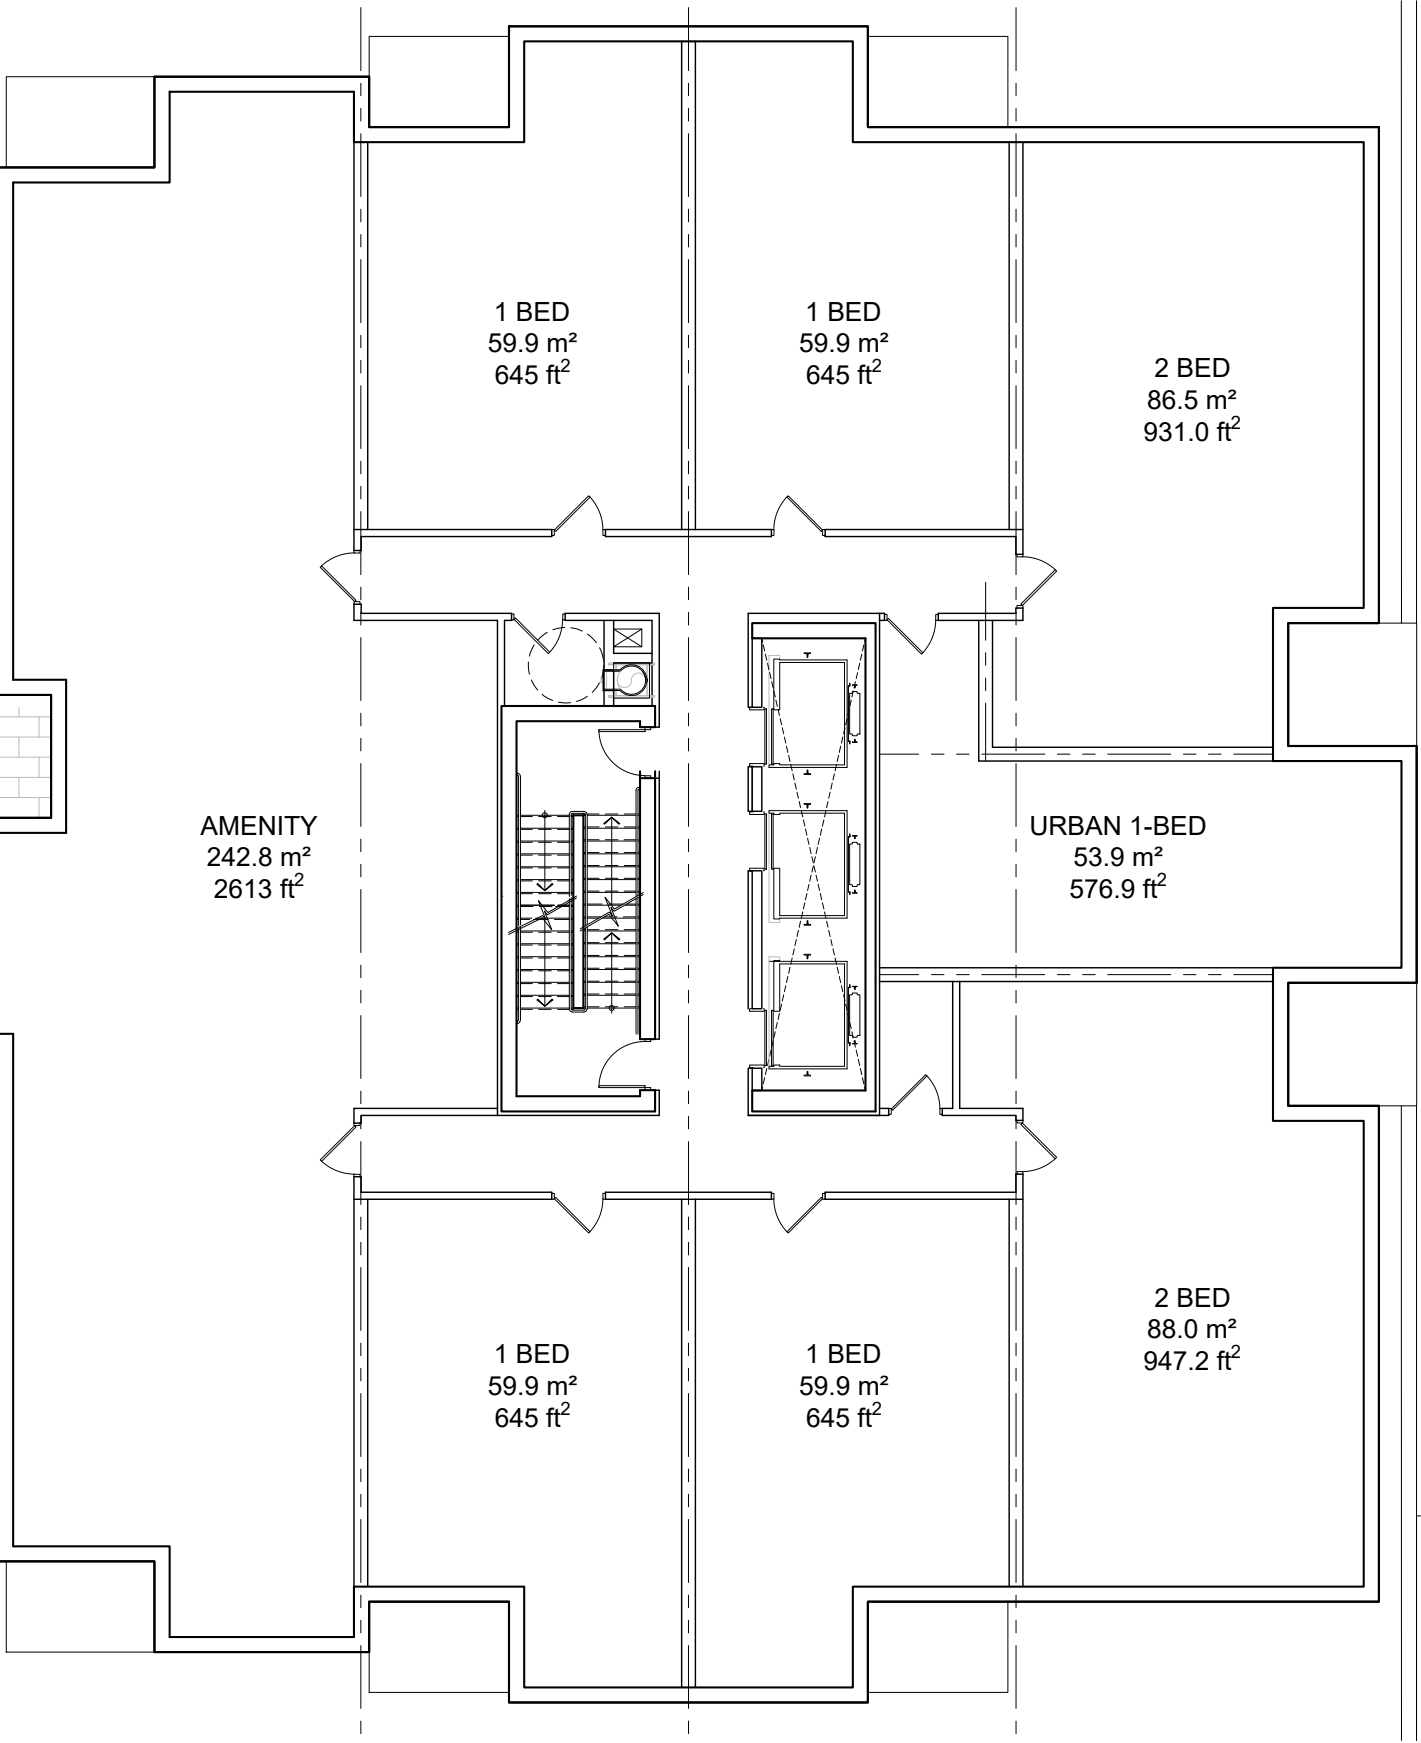 1 BED
59.9 m²
645 ft²
1 BED
59.9 m²
645 ft²
2 BED
86.5 m²
931.0 ft²
AMENITY
242.8 m²
2613 ft²
URBAN 1-BED
53.9 m²
576.9 ft²
1 BED
59.9 m²
645 ft²
1 BED
59.9 m²
645 ft²
2 BED
88.0 m²
947.2 ft²